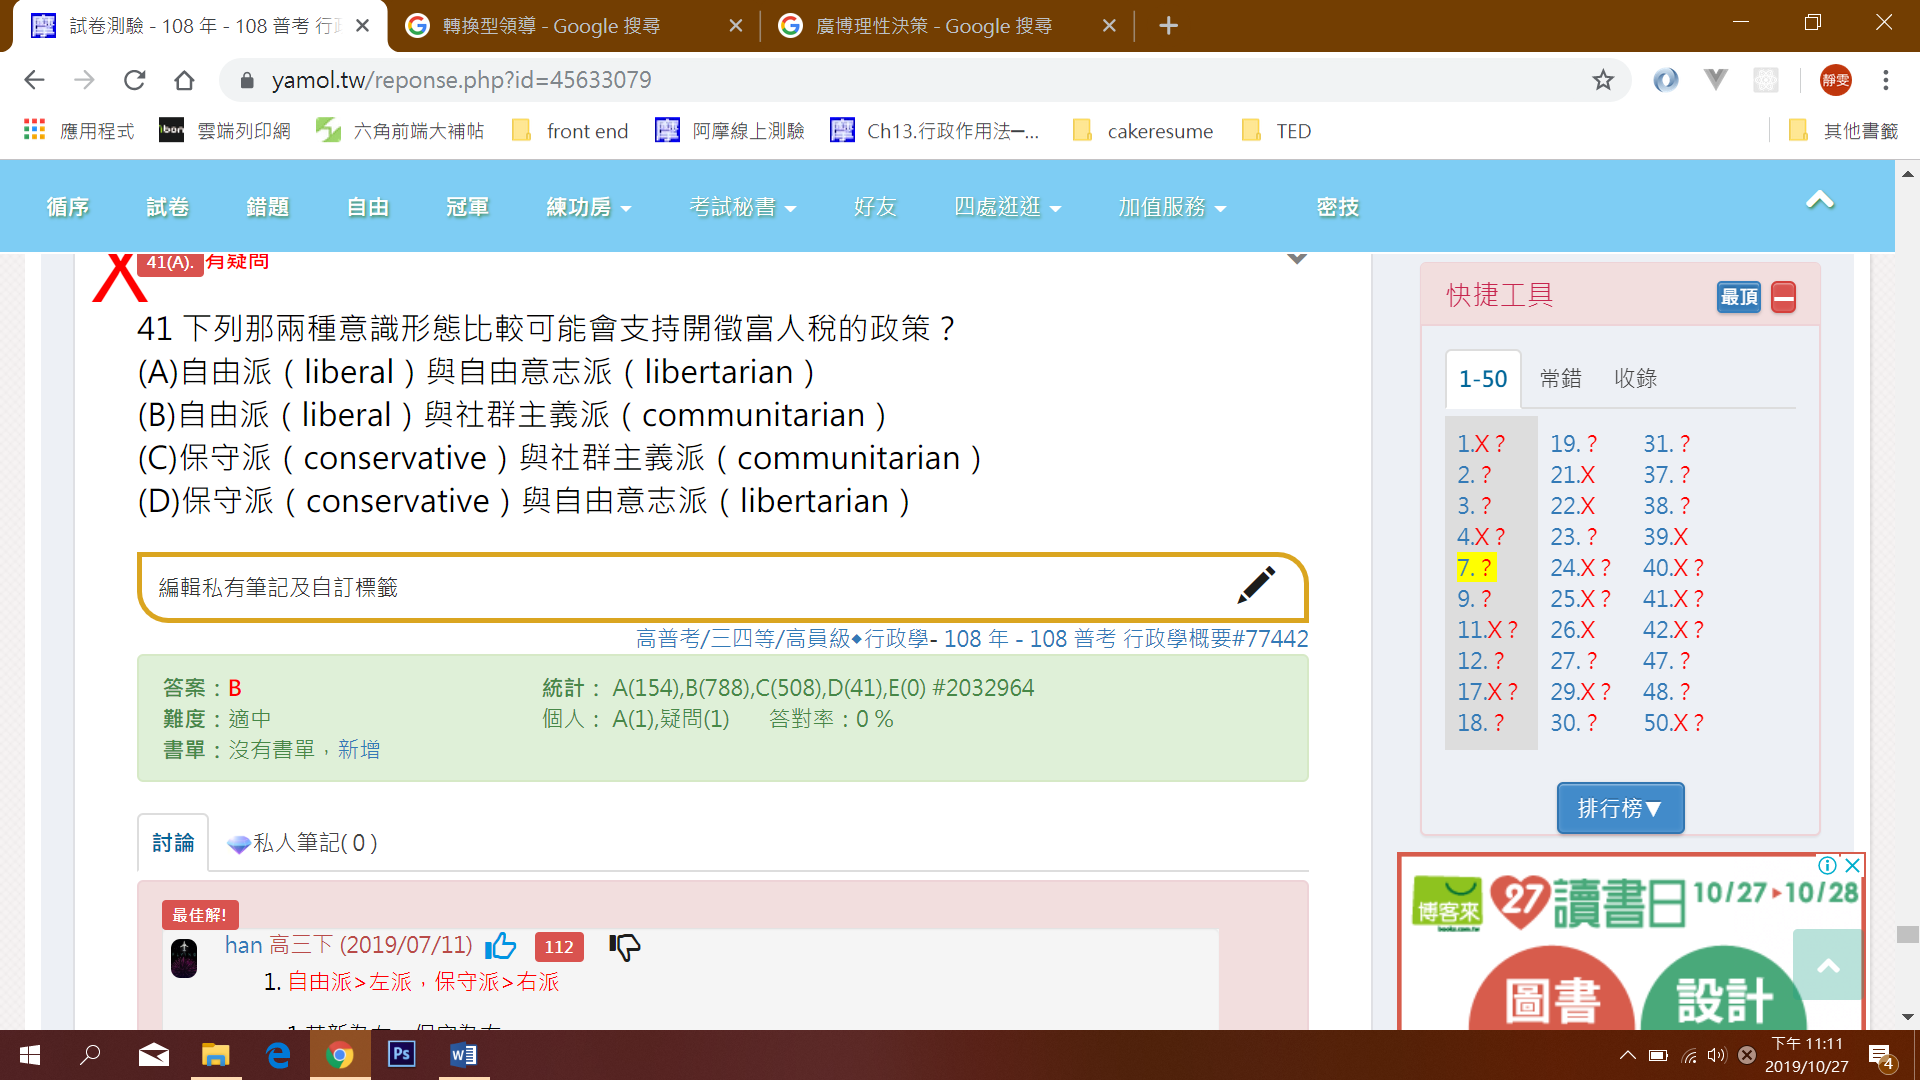 試卷測驗 - 108 年 - 108 普考 行
轉換型領導 - Google 搜尋
廣博理性決策 - Google 搜尋
yamol.tw/reponse.php?id=45633079
靜雯
應用程式
ibon
雲端列印網
六角前端大補帖
front end
摩
阿摩線上測驗
摩
Ch13.行政作用法─...
cakeresume
TED
其他書籤
循序
試卷
錯題
自由
冠軍
練功房
考試秘書
好友
四處逛逛
加值服務
密技
X
41(A).
有疑問
41 下列那兩種意識形態比較可能會支持開徵富人稅的政策？
(A)自由派（liberal）與自由意志派（libertarian）
(B)自由派（liberal）與社群主義派（communitarian）
(C)保守派（conservative）與社群主義派（communitarian）
(D)保守派（conservative）與自由意志派（libertarian）
編輯私有筆記及自訂標籤
高普考/三四等/高員級◆行政學- 108 年 - 108 普考 行政學概要#77442
答案：B
難度：適中
書單：沒有書單，新增
統計： A(154),B(788),C(508),D(41),E(0) #2032964
個人： A(1),疑問(1) 答對率：0 %
討論
私人筆記( 0 )
最佳解!
han 高三下 (2019/07/11)
112
1. 自由派>左派，保守派>右派
快捷工具
最頂
1-50
常錯
收錄
1.X？
2.？
3.？
4.X？
7.？
9.？
11.X？
12.？
17.X？
18.？
19.？
21.X
22.X
23.？
24.X？
25.X？
26.X
27.？
29.X？
30.？
31.？
37.？
38.？
39.X
40.X？
41.X？
42.X？
47.？
48.？
50.X？
排行榜▼
博客來
books.com.tw
27
讀書日
10/27▸10/28
圖書
設計
Ps
下午 11:11
2019/10/27
4